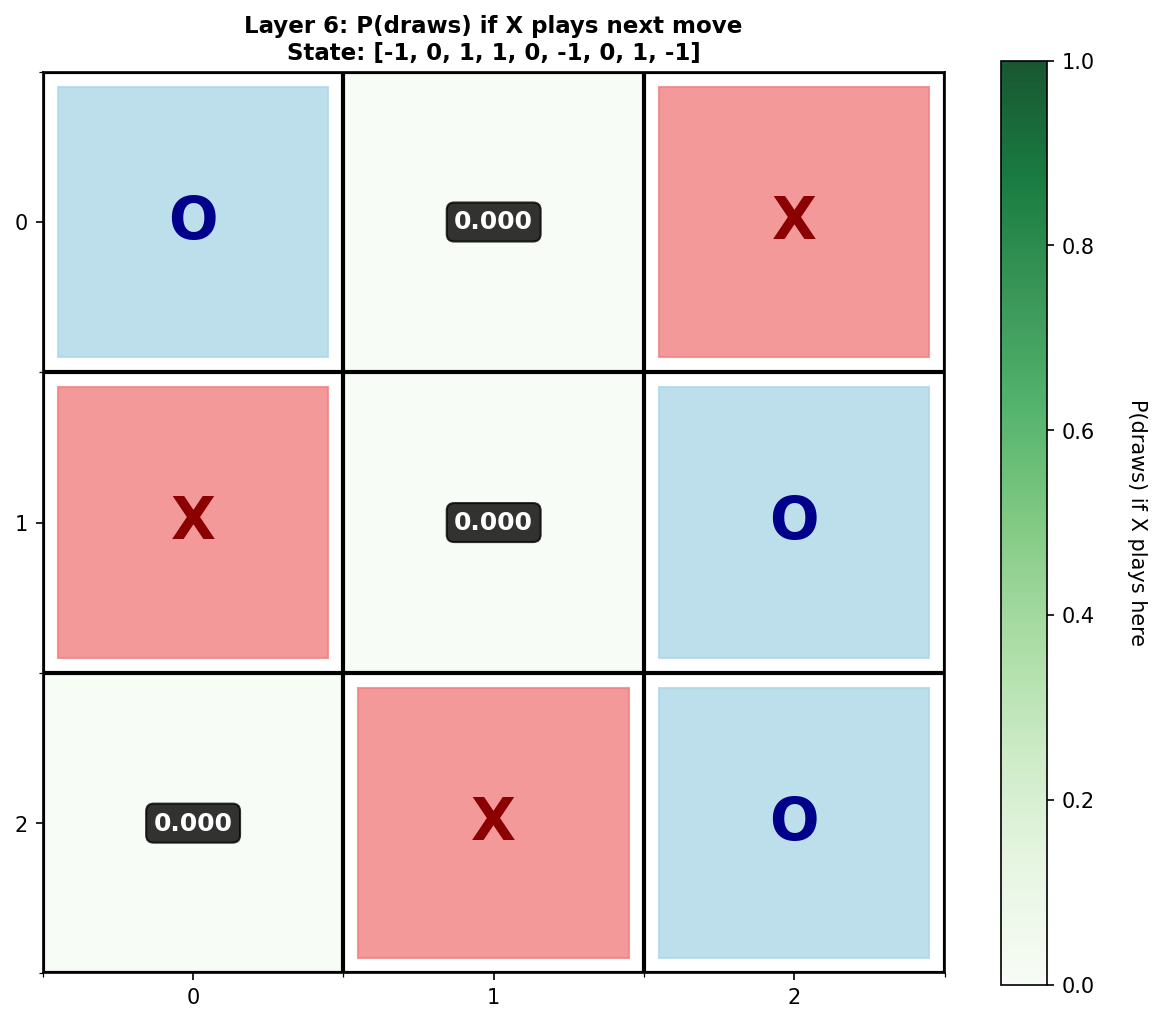 Layer 6: P(draws) if X plays next move
State: [-1, 0, 1, 1, 0, -1, 0, 1, -1]
1.0
0.8
0.6
0.4
0.2
0.0
P(draws) if X plays here
0
O
0.000
X
1
X
0.000
O
2
0.000
X
O
0
1
2